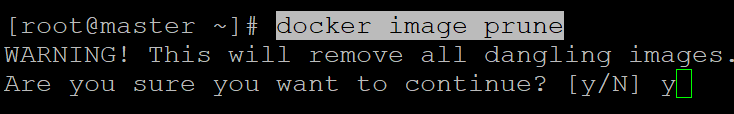 [root@master ~]# docker image prune
WARNING! This will remove all dangling images.
Are you sure you want to continue? [y/N] y